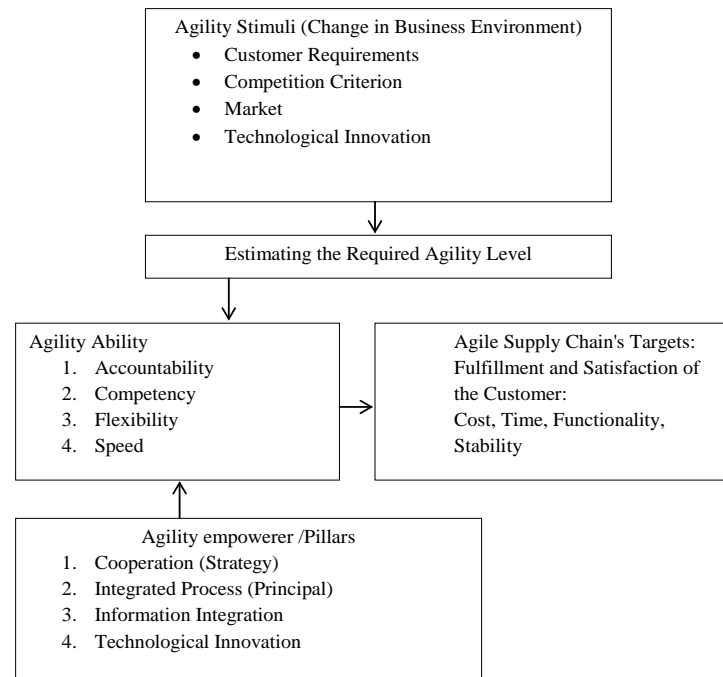 Agility Stimuli (Change in Business Environment)
• Customer Requirements
• Competition Criterion
• Market
• Technological Innovation
Estimating the Required Agility Level
Agility Ability
1. Accountability
2. Competency
3. Flexibility
4. Speed
Agile Supply Chain's Targets:
Fulfillment and Satisfaction of
the Customer:
Cost, Time, Functionality,
Stability
Agility empowerer /Pillars
1. Cooperation (Strategy)
2. Integrated Process (Principal)
3. Information Integration
4. Technological Innovation